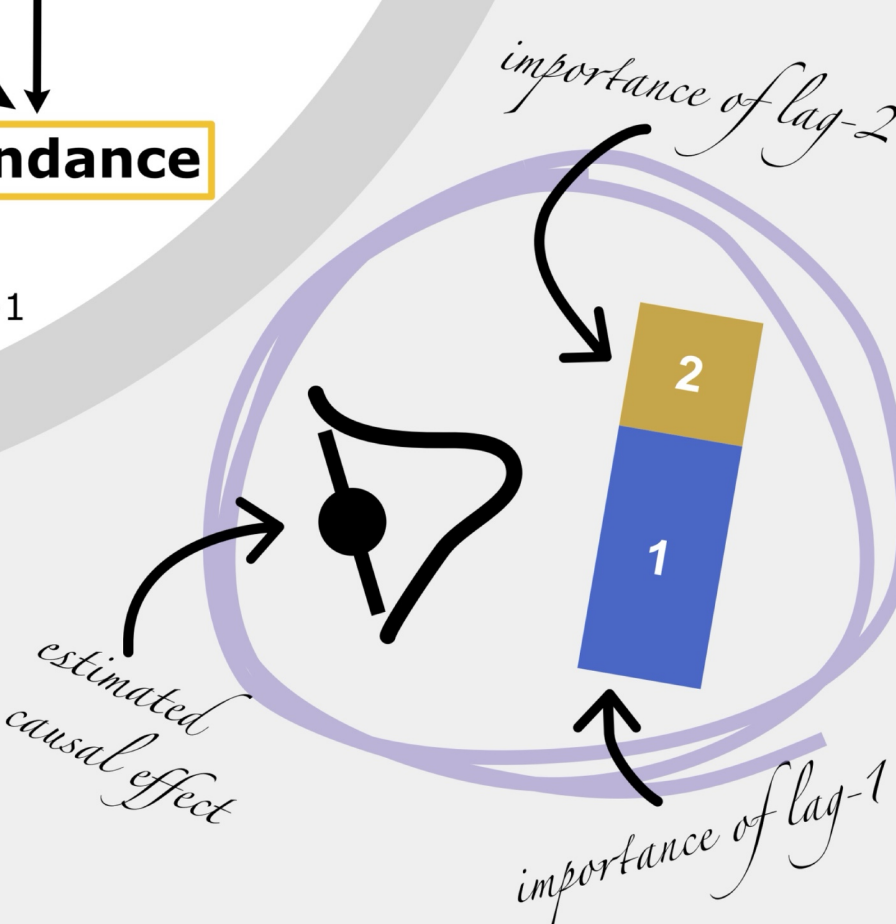 importance of lag-2
ndance
1
2
1
estimated
causal effect
importance of lag-1